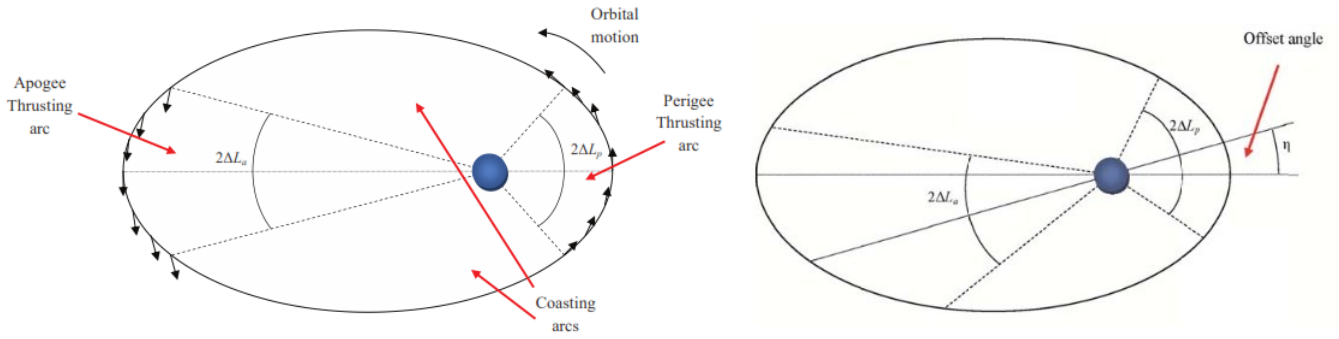 Orbital
motion
Apogee
Thrusting
arc
2ΔLₐ
2ΔLₚ
Perigee
Thrusting
arc
Coasting
arcs
Offset angle
2ΔLₚ
η
2ΔLₐ